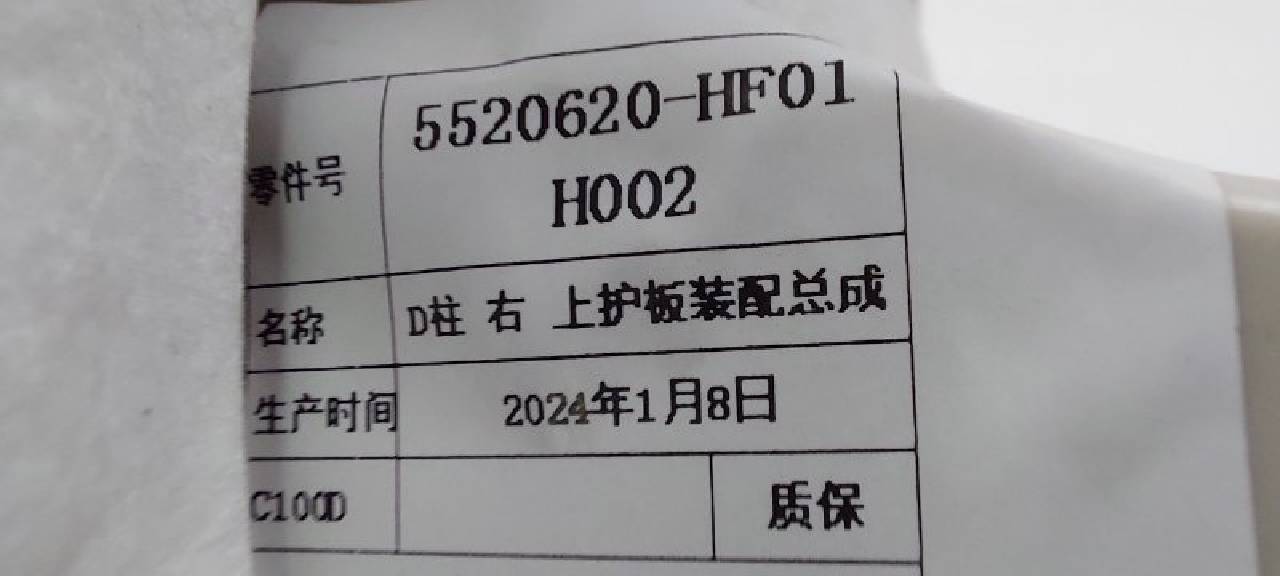 零件号 5520620-HF01
H002
名称 D柱 右 上护板装配总成
生产时间 2024年1月8日
C100D 质保